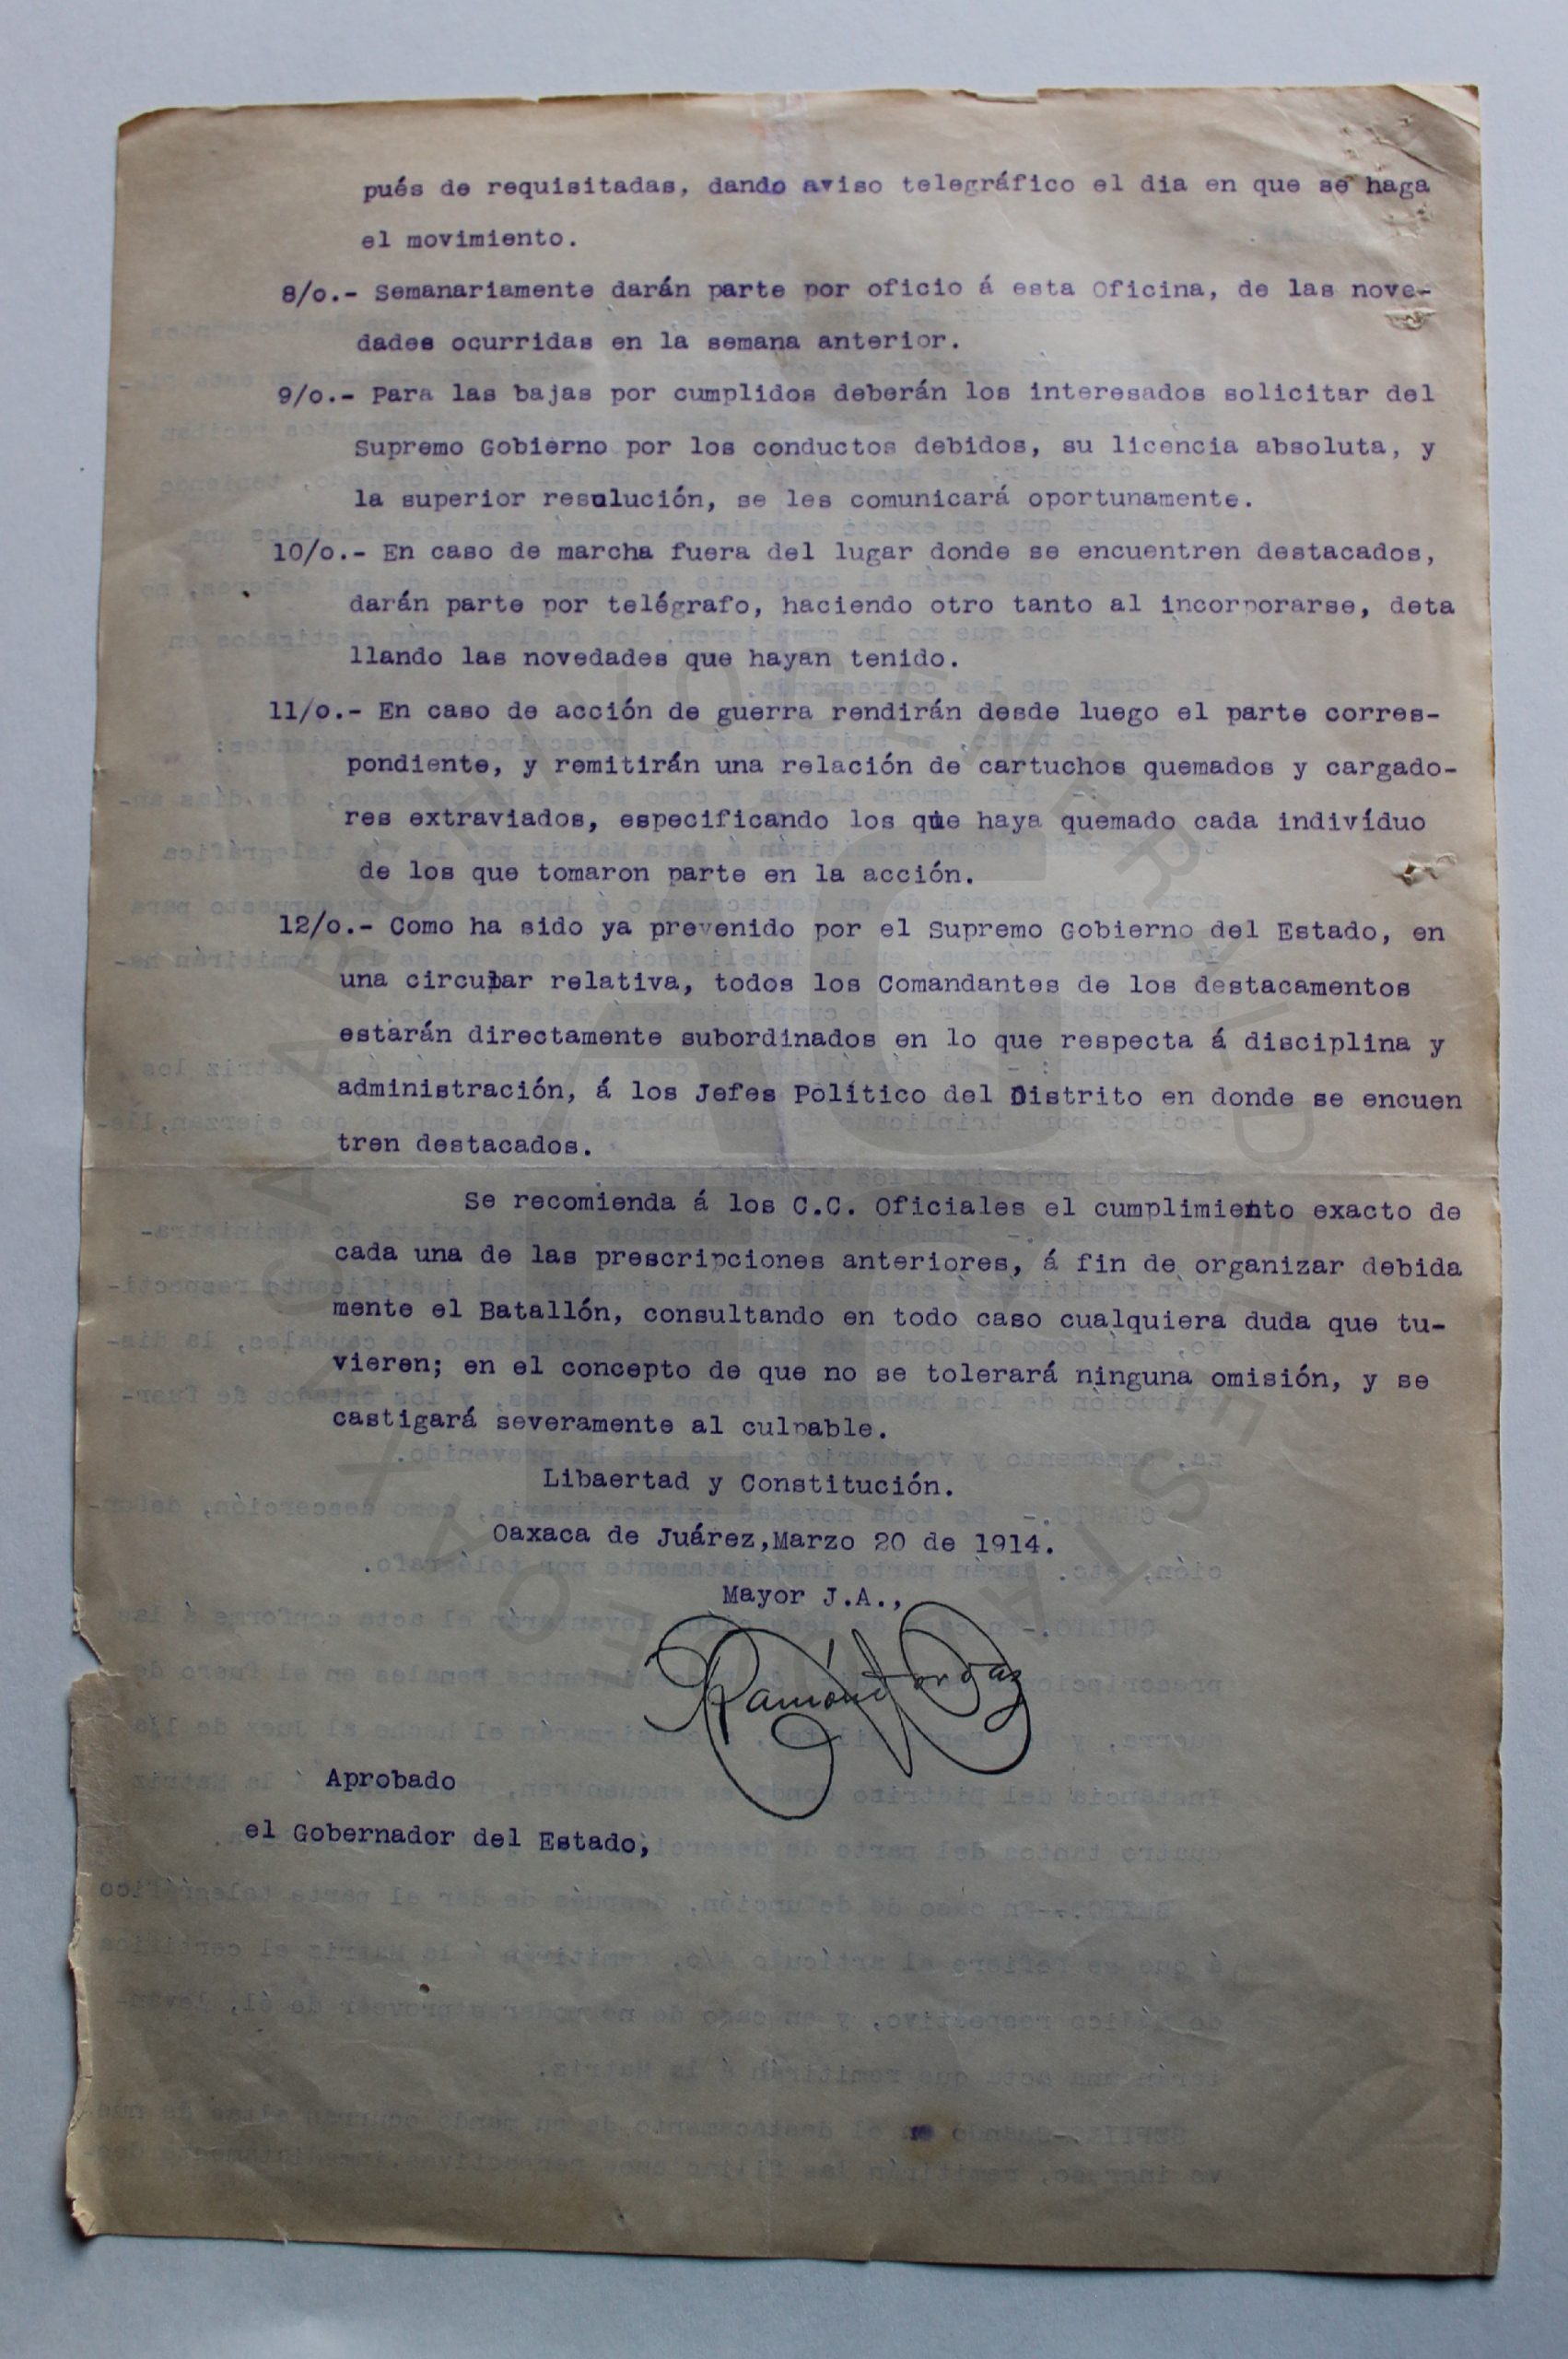 pués de requisitadas, dando aviso telegráfico el dia en que se haga
el movimiento.
8/o.- Semanariamente darán parte por oficio á esta Oficina, de las nove-
dades ocurridas en la semana anterior.
9/o.- Para las bajas por cumplidos deberán los interesados solicitar del
Supremo Gobierno por los conductos debidos, su licencia absoluta, y
la superior resolución, se les comunicará oportunamente.
10/o.- En caso de marcha fuera del lugar donde se encuentren destacados,
darán parte por telégrafo, haciendo otro tanto al incorporarse, deta
llando las novedades que hayan tenido.
11/o.- En caso de acción de guerra rendirán desde luego el parte corres-
pondiente, y remitirán una relación de cartuchos quemados y cargado-
res extraviados, especificando los que haya quemado cada indivíduo
de los que tomaron parte en la acción.
12/o.- Como ha sido ya prevenido por el Supremo Gobierno del Estado, en
una circular relativa, todos los Comandantes de los destacamentos
estarán directamente subordinados en lo que respecta á disciplina y
administración, á los Jefes Político del Distrito en donde se encuen
tren destacados.
Se recomienda á los C.C. Oficiales el cumplimiento exacto de
cada una de las prescripciones anteriores, á fin de organizar debida
mente el Batallón, consultando en todo caso cualquiera duda que tu-
vieren; en el concepto de que no se tolerará ninguna omisión, y se
castigará severamente al culpable.
Libaertad y Constitución.
Oaxaca de Juárez,Marzo 20 de 1914.
Mayor J.A.,
Ramón
Aprobado
el Gobernador del Estado,